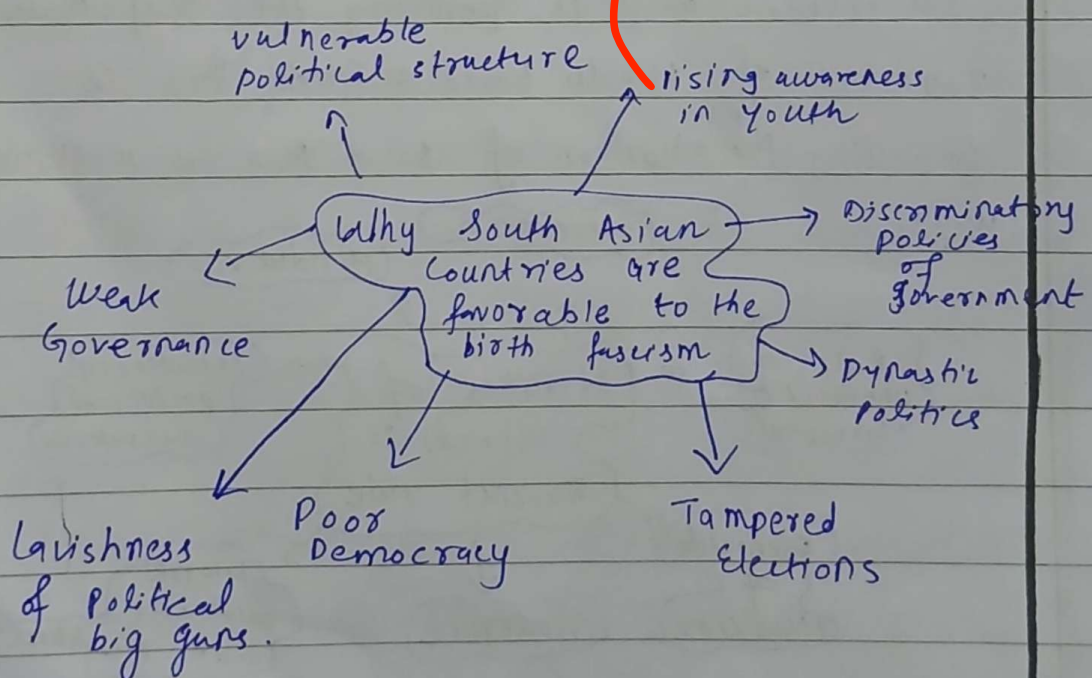 vulnerable
political structure
rising awareness
in youth
Why South Asian
Countries are
favorable to the
birth fascism
Discriminatory
policies
of
government
Weak
Governance
Dynastic
Politics
Poor
Democracy
Tampered
Elections
Lavishness
of political
big guns.